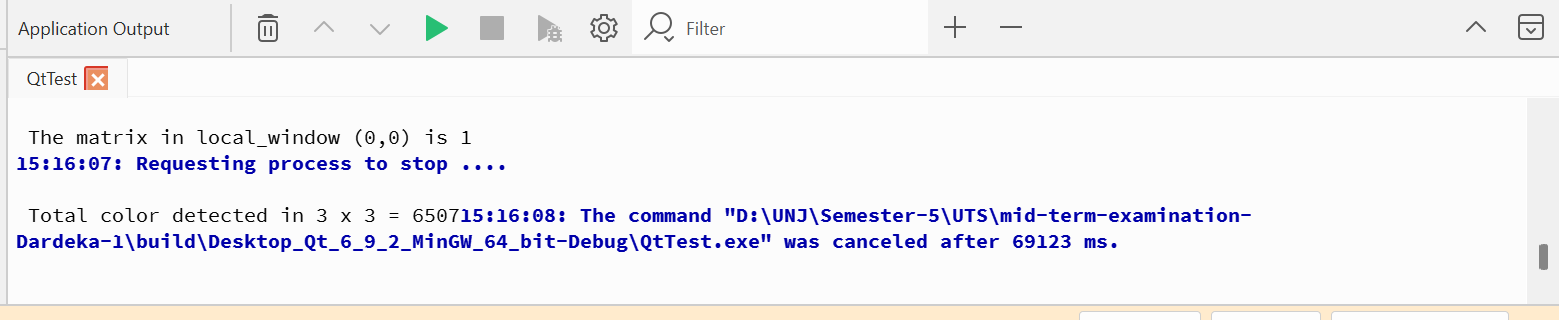 Application Output
Filter
QtTest
The matrix in local_window (0,0) is 1
15:16:07: Requesting process to stop ....
Total color detected in 3 x 3 = 650715:16:08: The command "D:\UNJ\Semester-5\UTS\mid-term-examination-
Dardeka-1\build\Desktop_Qt_6_9_2_MinGW_64_bit-Debug\QtTest.exe" was canceled after 69123 ms.